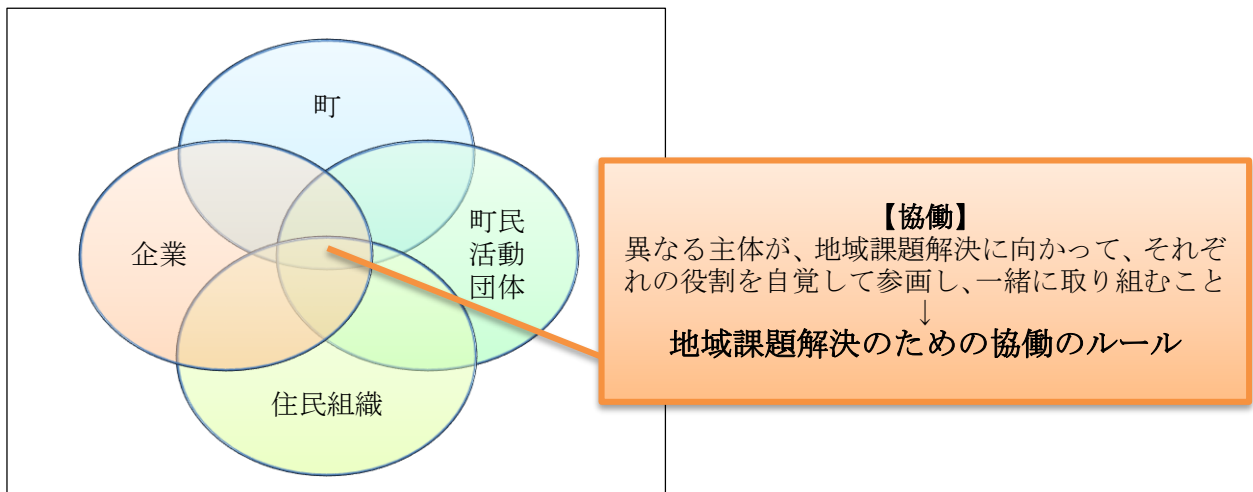 町
企業
町民
活動
団体
住民組織
【協働】
異なる主体が、地域課題解決に向かって、それぞ
れの役割を自覚して参画し、一緒に取り組むこと
↓
地域課題解決のための協働のルール